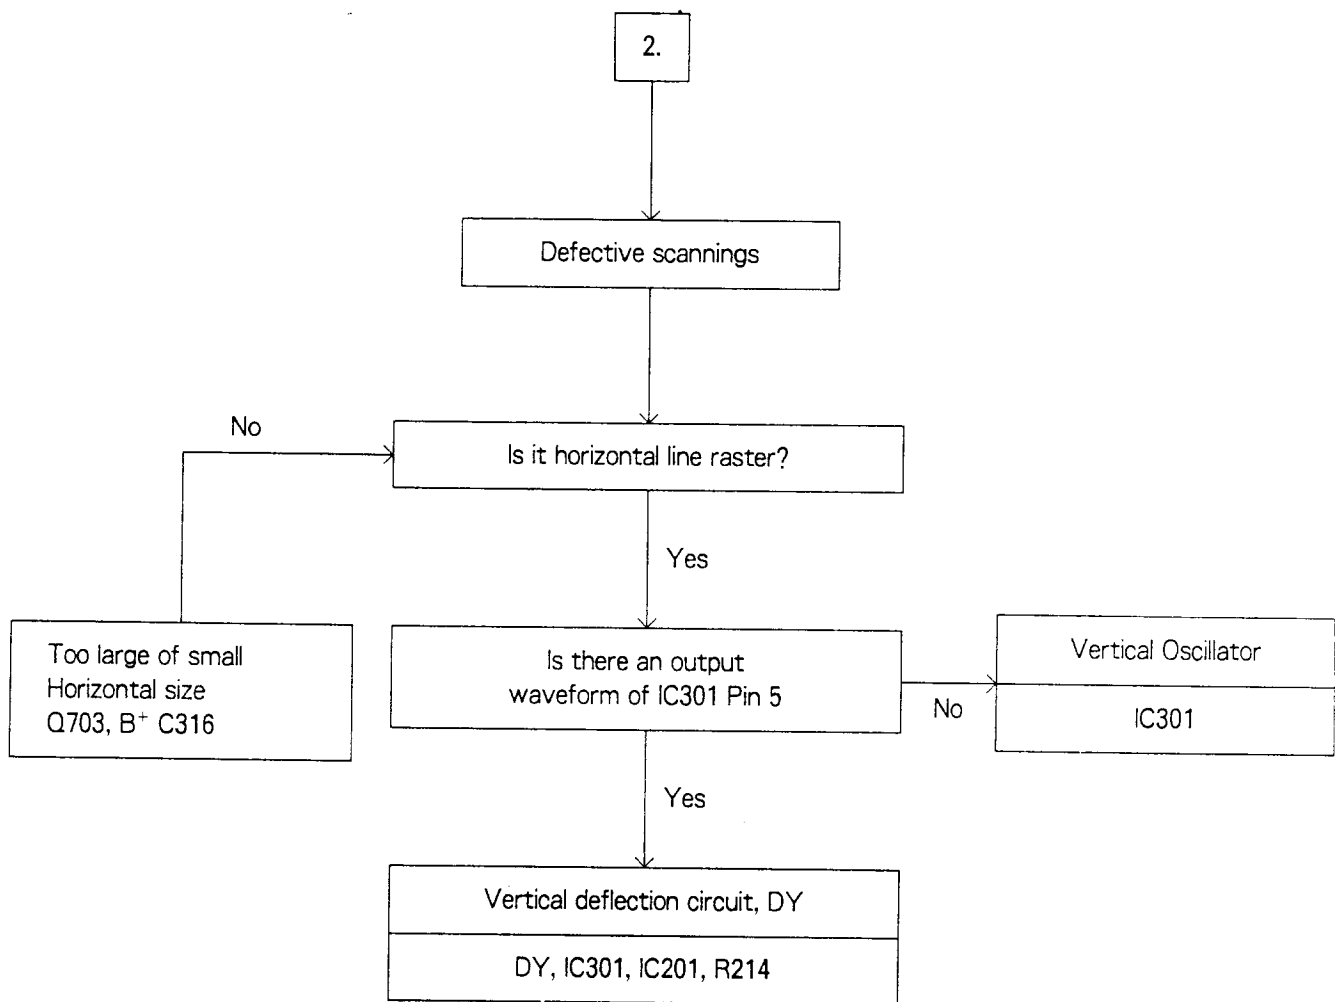 2.
Defective scannings
No
Is it horizontal line raster?
Yes
Too large of small
Horizontal size
Q703, B⁺ C316
Is there an output
waveform of IC301 Pin 5
No
Vertical Oscillator
IC301
Yes
Vertical deflection circuit, DY
DY, IC301, IC201, R214